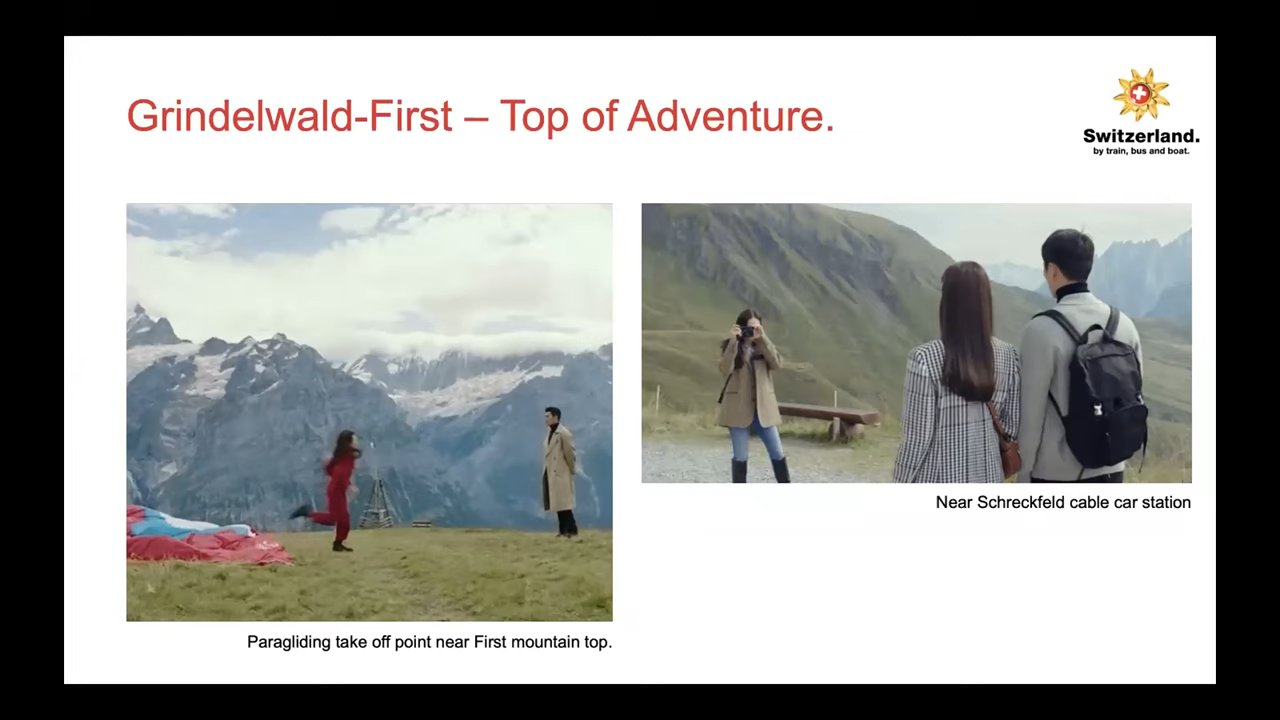 Grindelwald-First – Top of Adventure.
Switzerland.
by train, bus and boat.
Near Schreckfeld cable car station
Paragliding take off point near First mountain top.